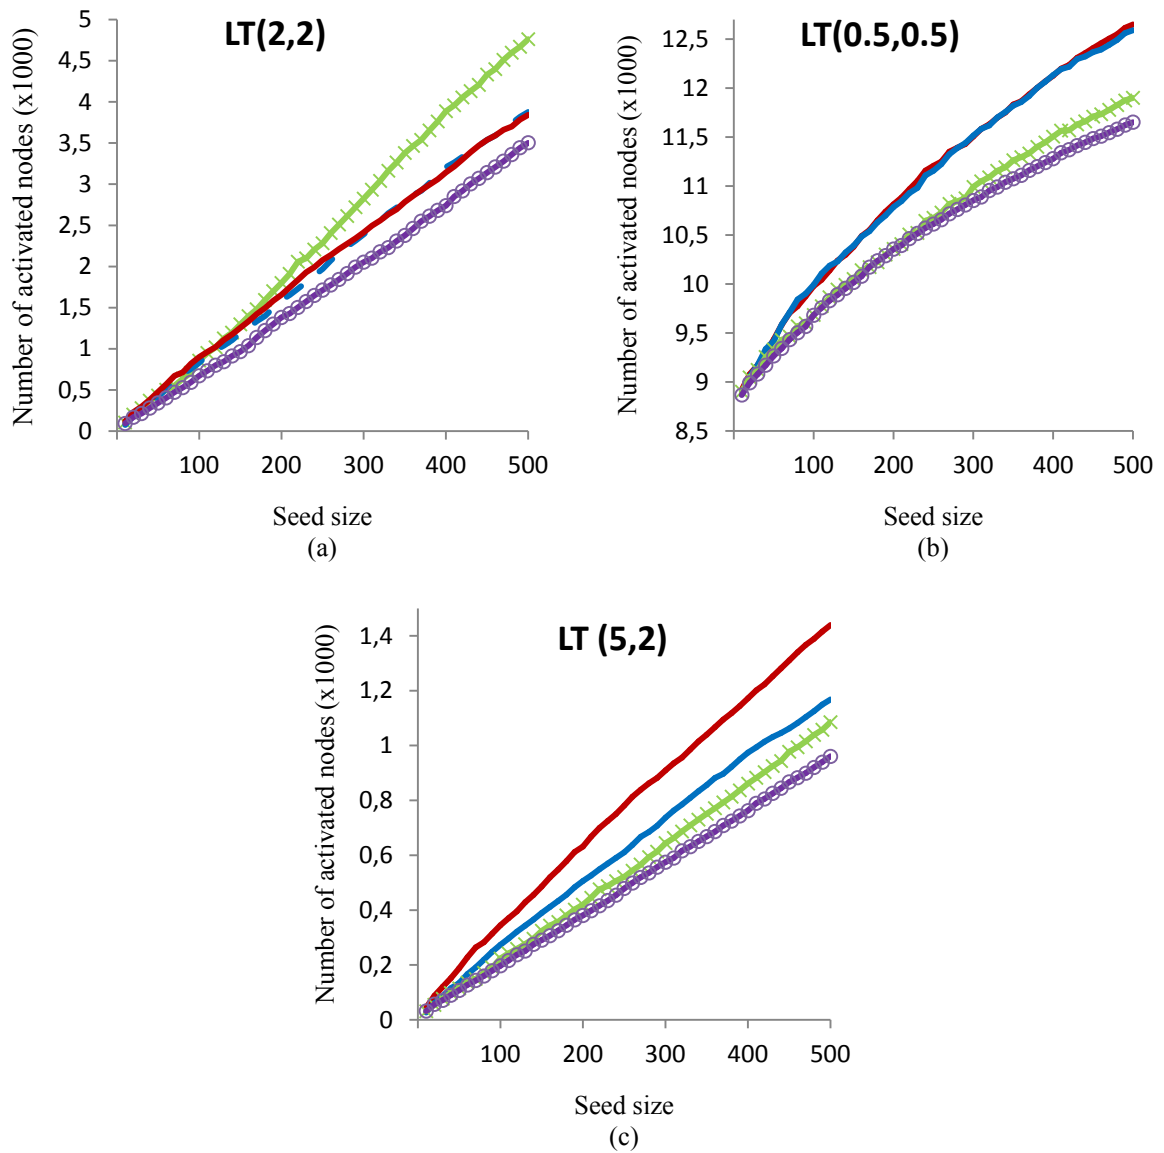 LT(2,2)
Number of activated nodes (x1000)
5
4,5
4
3,5
3
2,5
2
1,5
1
0,5
0
100 200 300 400 500
Seed size
(a)
LT(0.5,0.5)
Number of activated nodes (x1000)
12,5
12
11,5
11
10,5
10
9,5
9
8,5
100 200 300 400 500
Seed size
(b)
LT (5,2)
Number of activated nodes (x1000)
1,4
1,2
1
0,8
0,6
0,4
0,2
0
100 200 300 400 500
Seed size
(c)